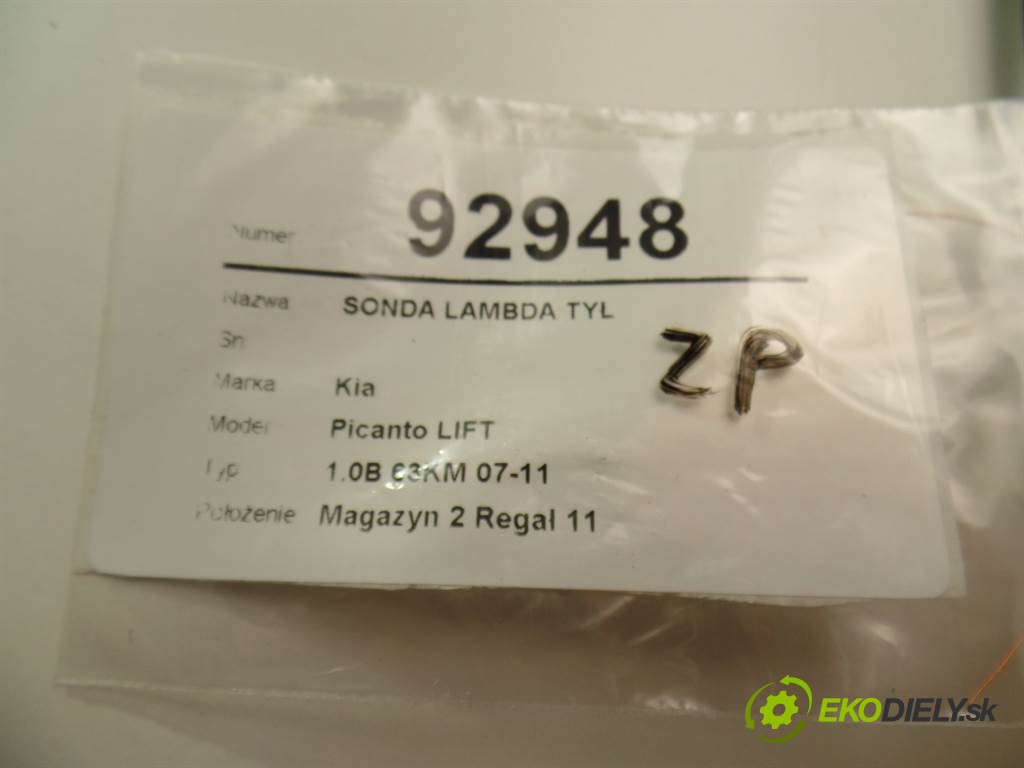 Numer 92948
Nazwa SONDA LAMBDA TYŁ
Sn
ZP
Marka Kia
Model Picanto LIFT
Typ 1.0B 63KM 07-11
Położenie Magazyn 2 Regał 11
EKODIELY.sk